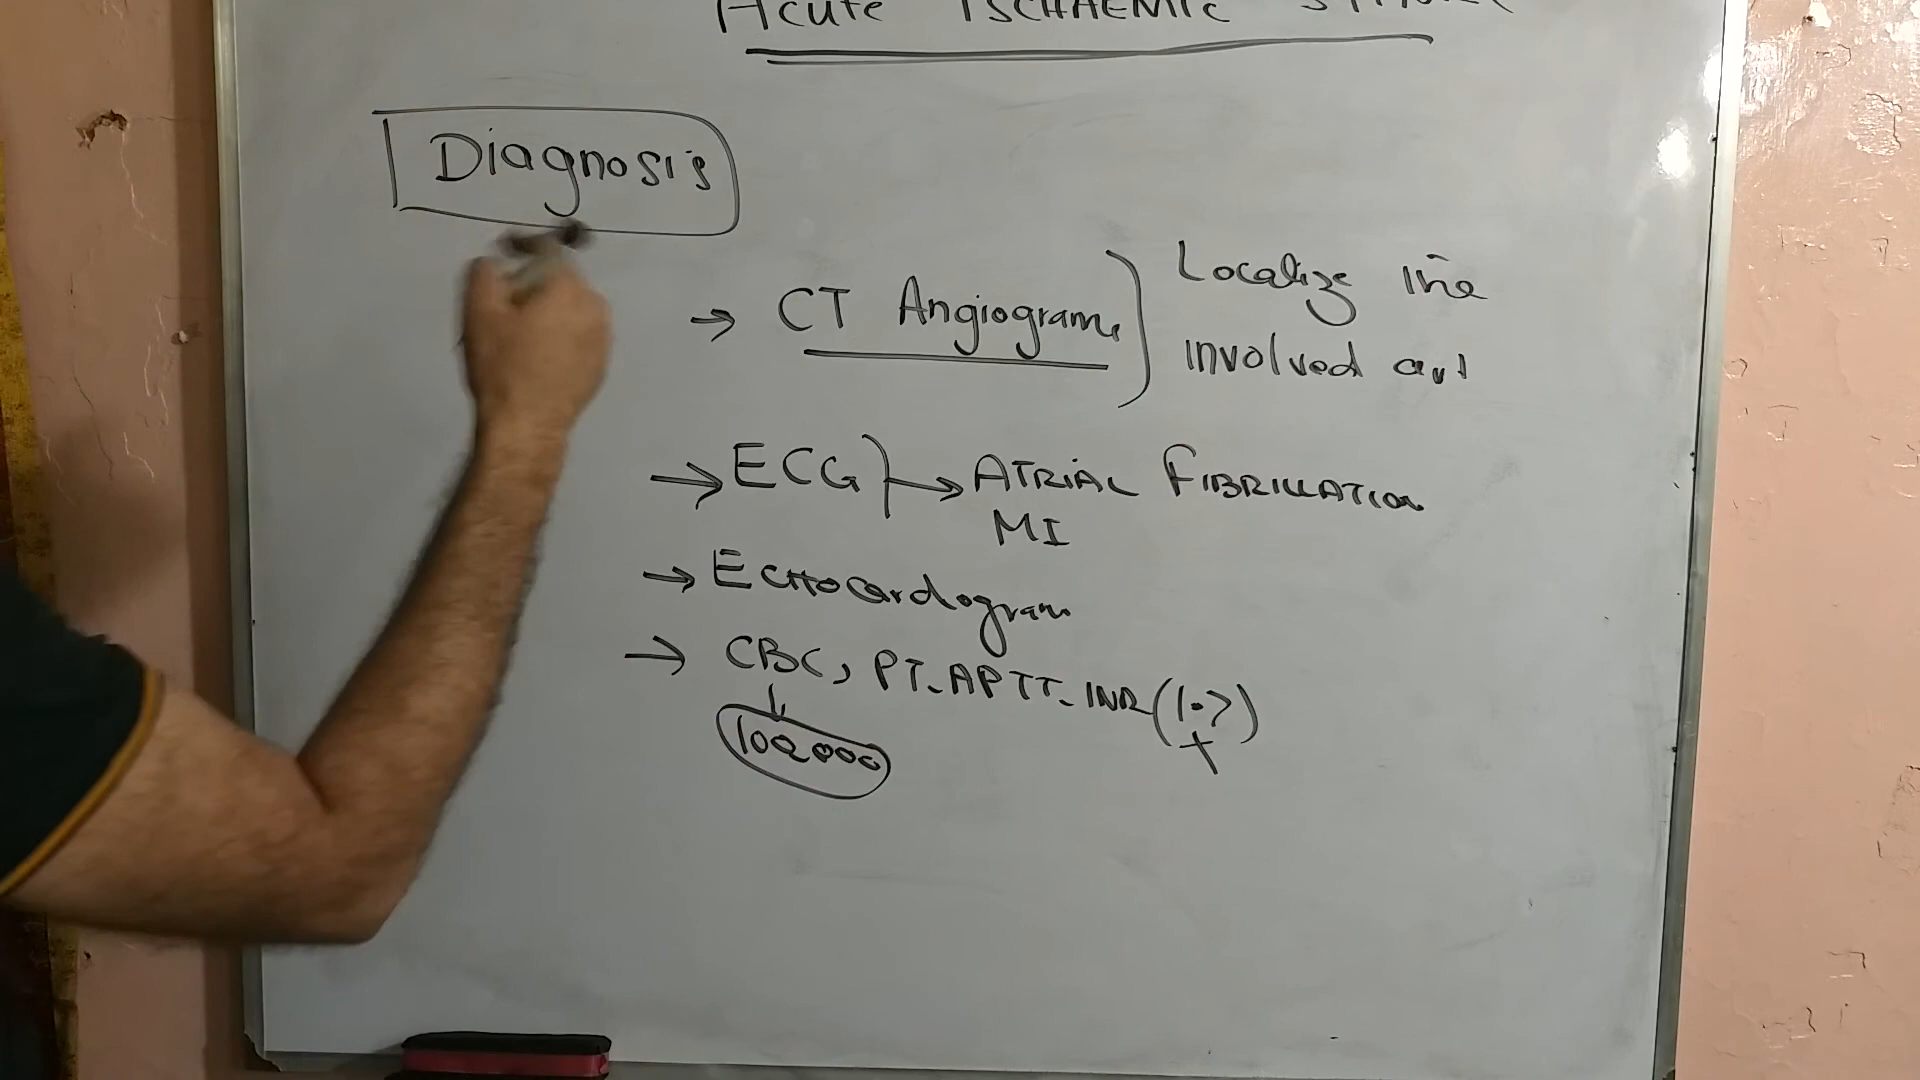 Acute ISCHAEMIC
Diagnosis
→ CT Angiogram Localize the
involved art
→ ECG → ATRIAL FIBRILLATION
MI
→ ECHOcardogram
→ CBC, PT-APTT-INR (1.7)
100000